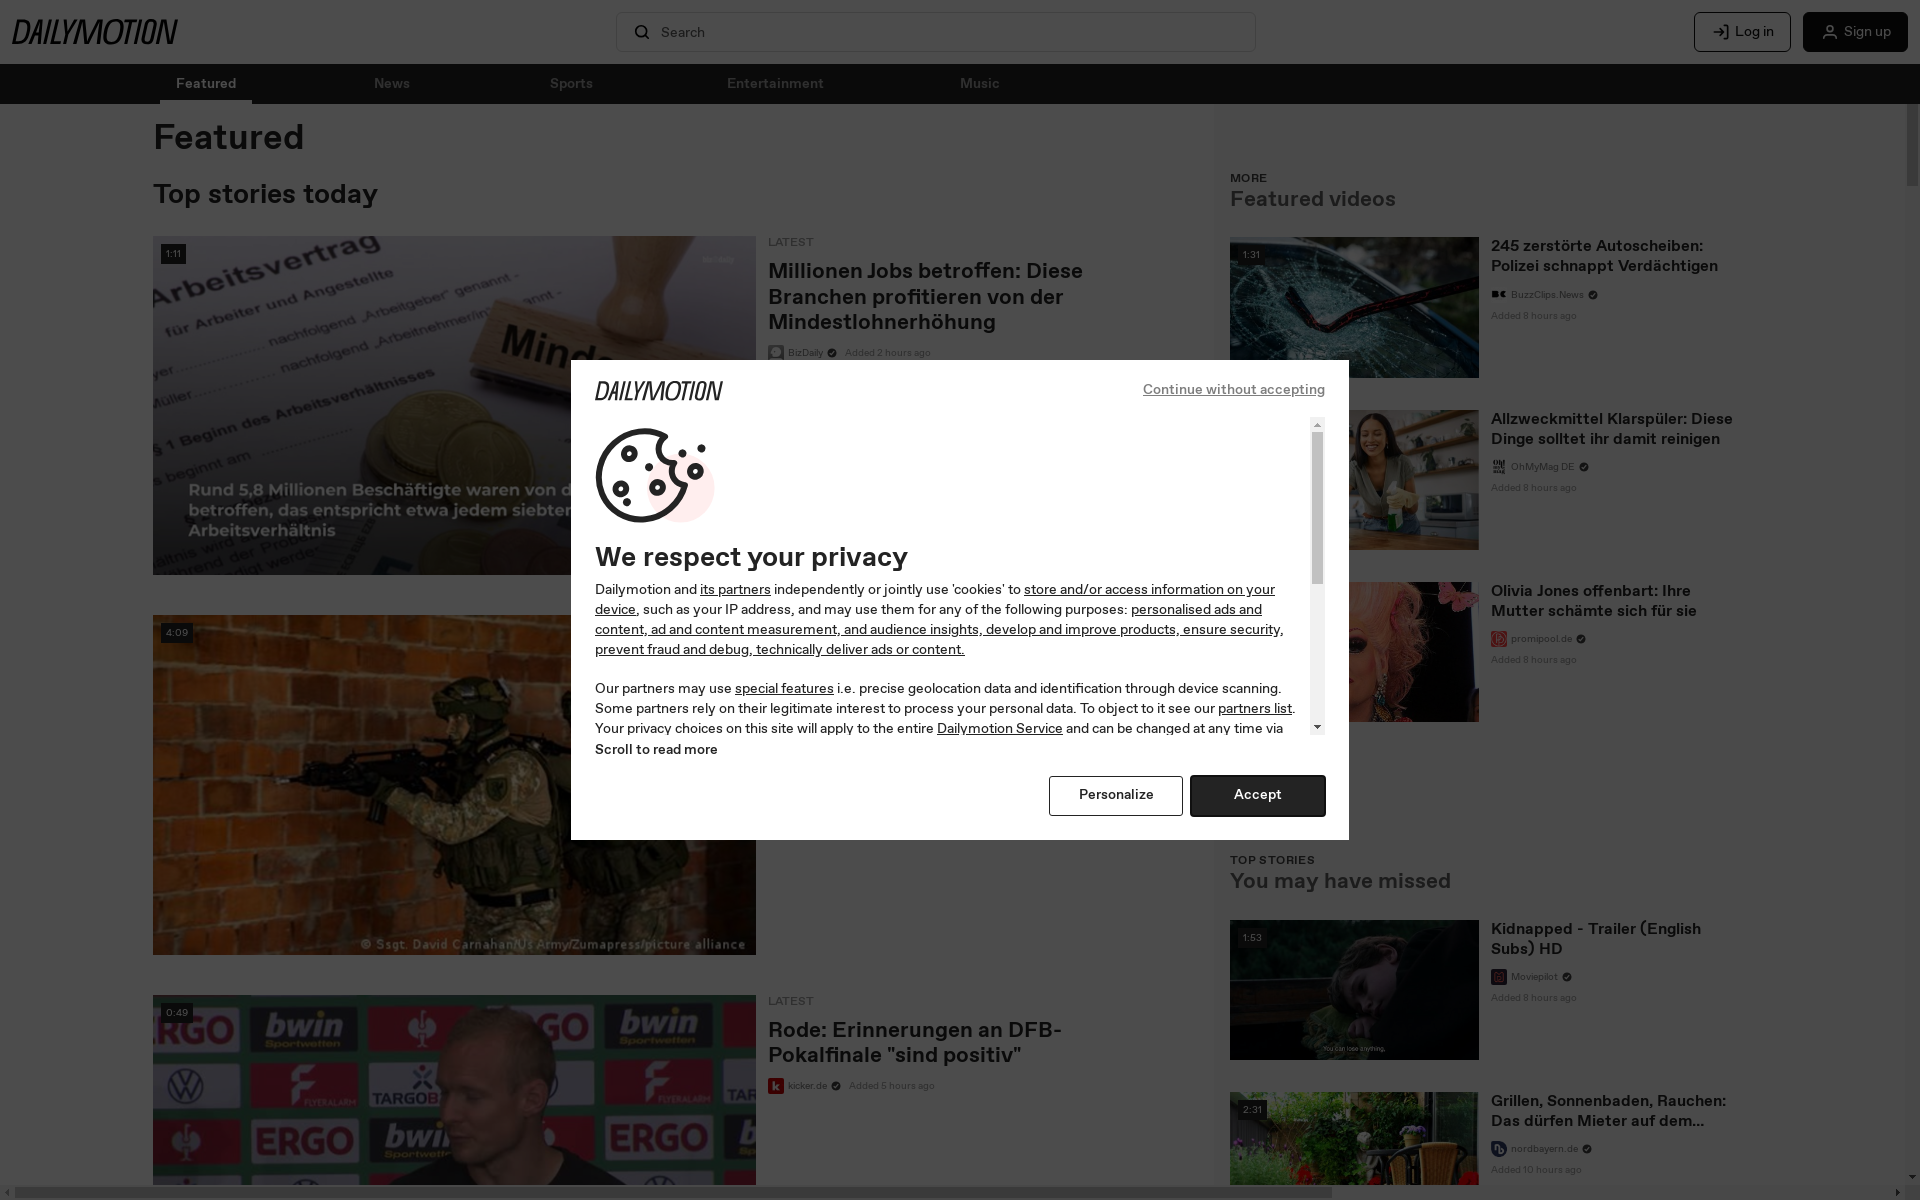 DAILYMOTION
Search
Log in
Sign up
Featured
News
Sports
Entertainment
Music
Featured
Top stories today
1:11
Arbeitsvertrag
für Arbeiter und Angestellte
nachfolgend „Arbeitgeber" genannt -
nachfolgend „Arbeitnehmer/in"
Müller
§ 1 Beginn des Arbeitsverhältnisses
beginnt am
Rund 5,8 Millionen Beschäftigte waren von d
betroffen, das entspricht etwa jedem siebten
Arbeitsverhältnis
LATEST
Millionen Jobs betroffen: Diese
Branchen profitieren von der
Mindestlohnerhöhung
BizDaily
Added 2 hours ago
4:09
© Ssgt. David Carnahan/Us Army/Zumapress/picture alliance
0:49
ERGO
bwin
Sportwetten
FLYERALARM
TARGOB
LATEST
Rode: Erinnerungen an DFB-
Pokalfinale "sind positiv"
kicker.de
Added 5 hours ago
DAILYMOTION
Continue without accepting
We respect your privacy
Dailymotion and its partners independently or jointly use 'cookies' to store and/or access information on your
device, such as your IP address, and may use them for any of the following purposes: personalised ads and
content, ad and content measurement, and audience insights, develop and improve products, ensure security,
prevent fraud and debug, technically deliver ads or content.
Our partners may use special features i.e. precise geolocation data and identification through device scanning.
Some partners rely on their legitimate interest to process your personal data. To object to it see our partners list.
Your privacy choices on this site will apply to the entire Dailymotion Service and can be changed at any time via
Scroll to read more
Personalize
Accept
MORE
Featured videos
1:31
245 zerstörte Autoscheiben:
Polizei schnappt Verdächtigen
BuzzClips.News
Added 8 hours ago
Allzweckmittel Klarspüler: Diese
Dinge solltet ihr damit reinigen
OhMyMag DE
Added 8 hours ago
Olivia Jones offenbart: Ihre
Mutter schämte sich für sie
promipool.de
Added 8 hours ago
TOP STORIES
You may have missed
1:53
You can lose anything,
Kidnapped - Trailer (English
Subs) HD
Moviepilot
Added 8 hours ago
2:31
Grillen, Sonnenbaden, Rauchen:
Das dürfen Mieter auf dem...
nordbayern.de
Added 10 hours ago